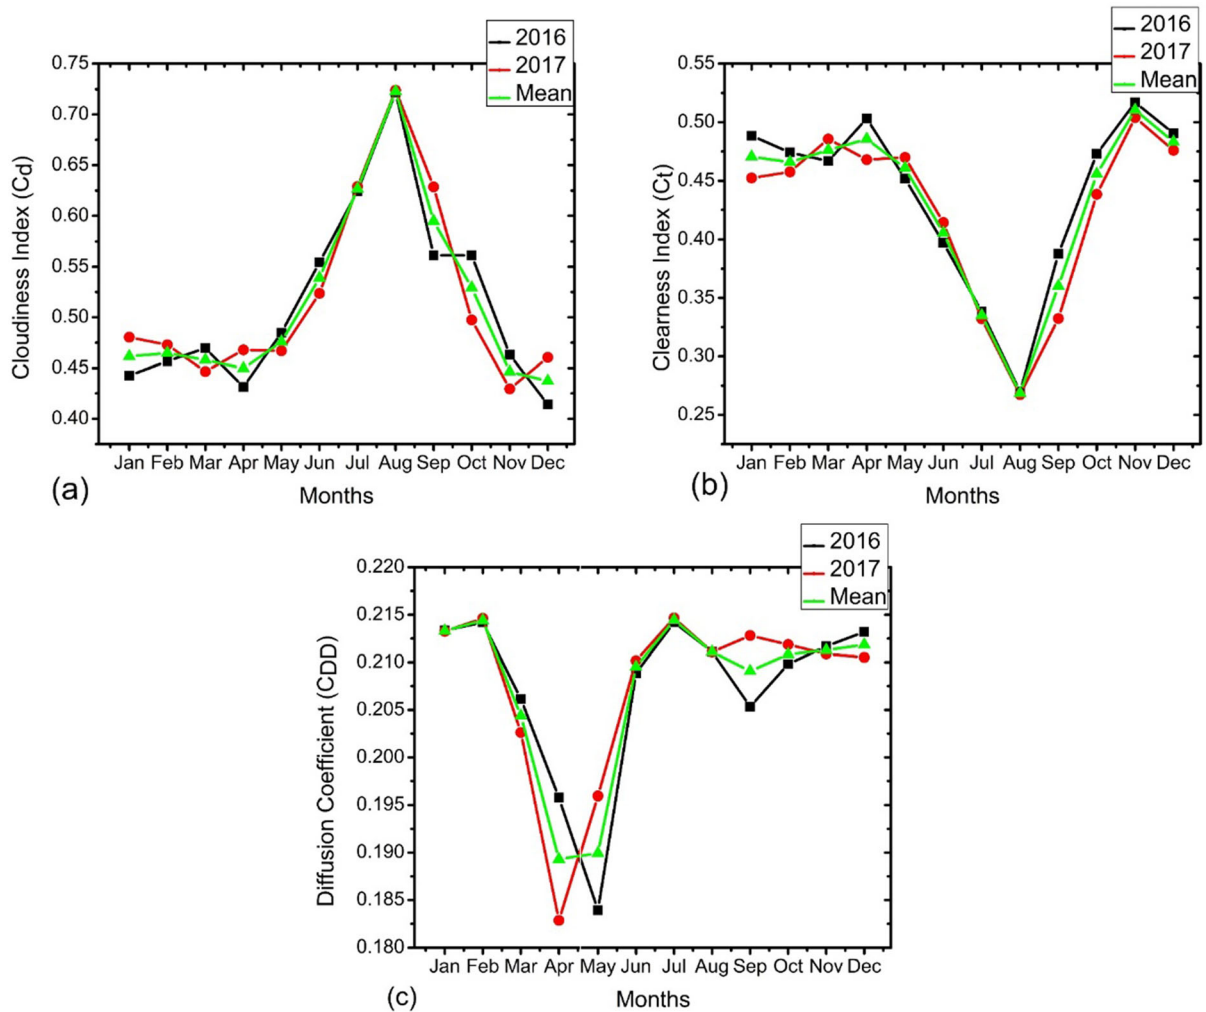 2016
2017
Mean
0.75
0.70
0.65
0.60
0.55
0.50
0.45
0.40
Cloudiness Index (Cd)
Jan Feb Mar Apr May Jun Jul Aug Sep Oct Nov Dec
(a)
Months
2016
2017
Mean
0.55
0.50
0.45
0.40
0.35
0.30
0.25
Clearness Index (Ct)
Jan Feb Mar Apr May Jun Jul Aug Sep Oct Nov Dec
(b)
Months
2016
2017
Mean
0.220
0.215
0.210
0.205
0.200
0.195
0.190
0.185
0.180
Diffusion Coefficient (CDD)
Jan Feb Mar Apr May Jun Jul Aug Sep Oct Nov Dec
(c)
Months